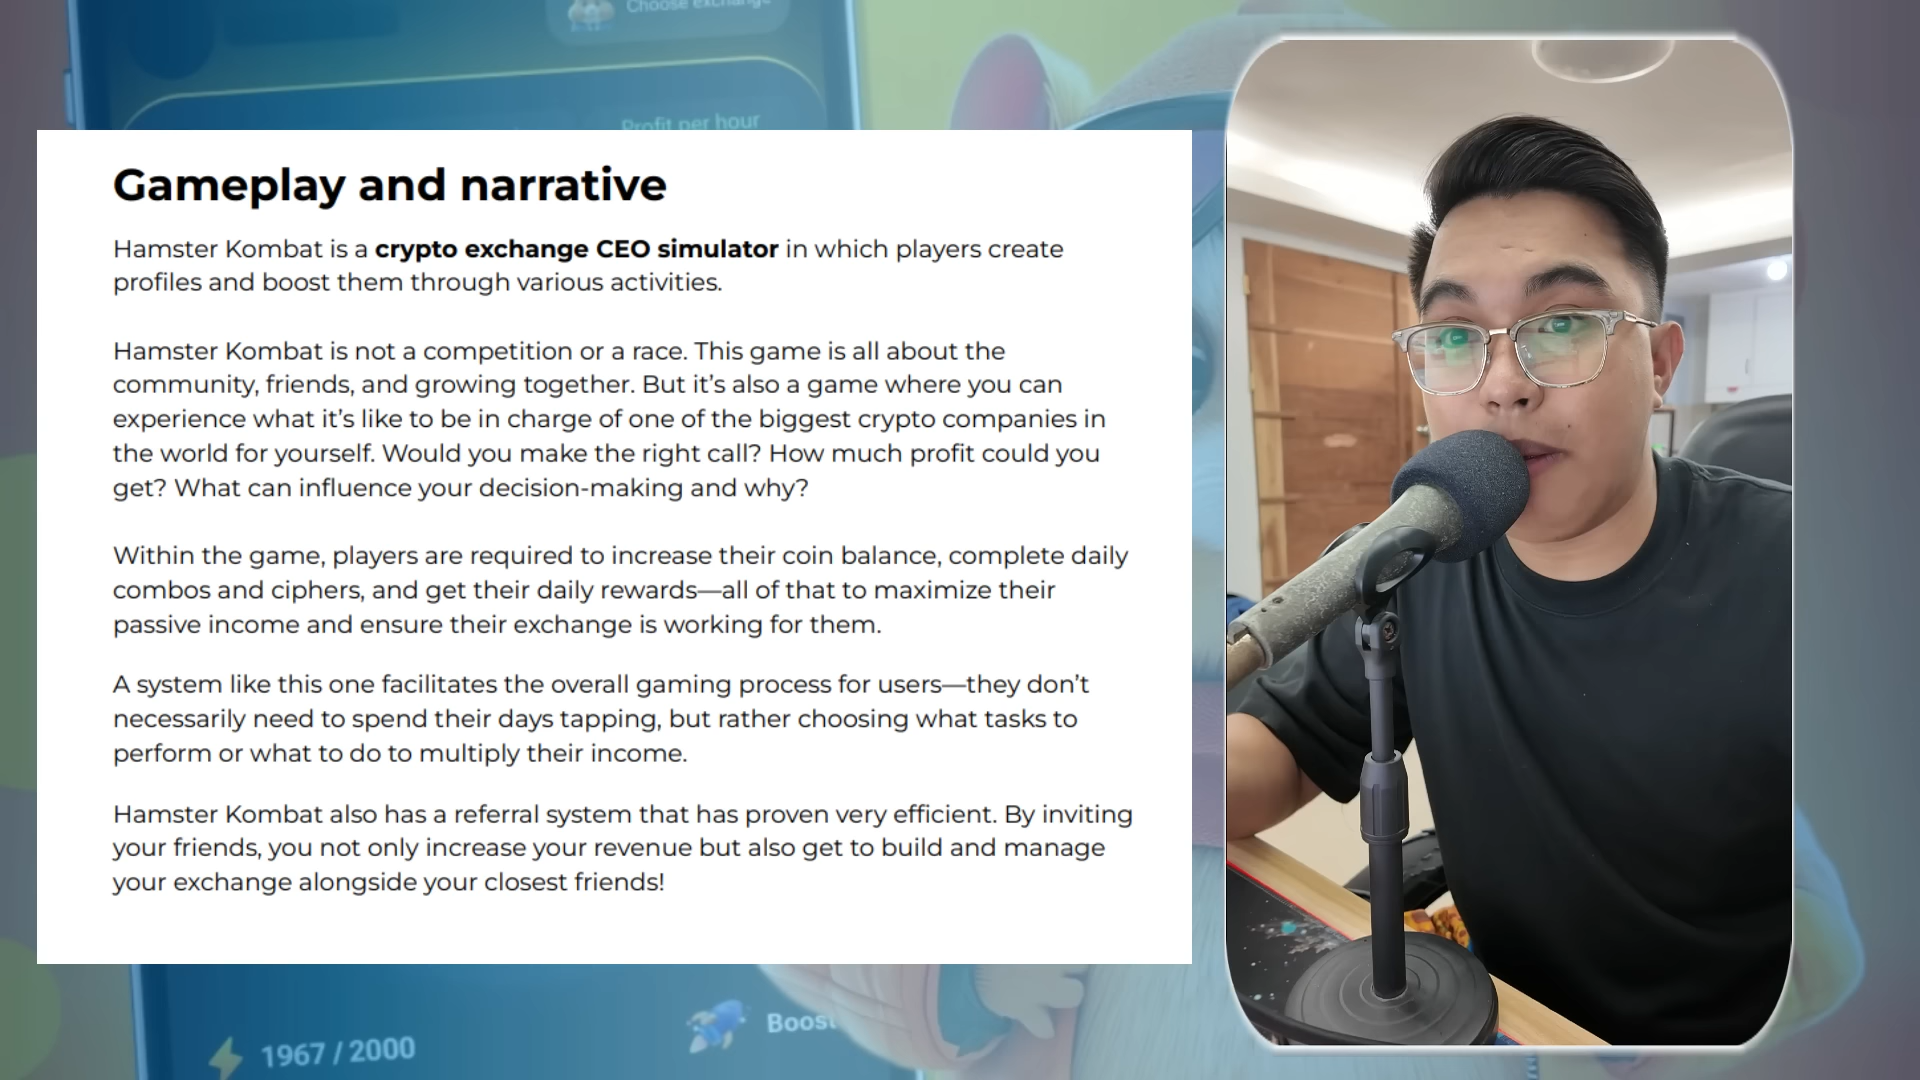 Choose exchange
Profit per hour
Gameplay and narrative
Hamster Kombat is a crypto exchange CEO simulator in which players create
profiles and boost them through various activities.
Hamster Kombat is not a competition or a race. This game is all about the
community, friends, and growing together. But it’s also a game where you can
experience what it’s like to be in charge of one of the biggest crypto companies in
the world for yourself. Would you make the right call? How much profit could you
get? What can influence your decision-making and why?
Within the game, players are required to increase their coin balance, complete daily
combos and ciphers, and get their daily rewards—all of that to maximize their
passive income and ensure their exchange is working for them.
A system like this one facilitates the overall gaming process for users—they don’t
necessarily need to spend their days tapping, but rather choosing what tasks to
perform or what to do to multiply their income.
Hamster Kombat also has a referral system that has proven very efficient. By inviting
your friends, you not only increase your revenue but also get to build and manage
your exchange alongside your closest friends!
Boost
1967 / 2000